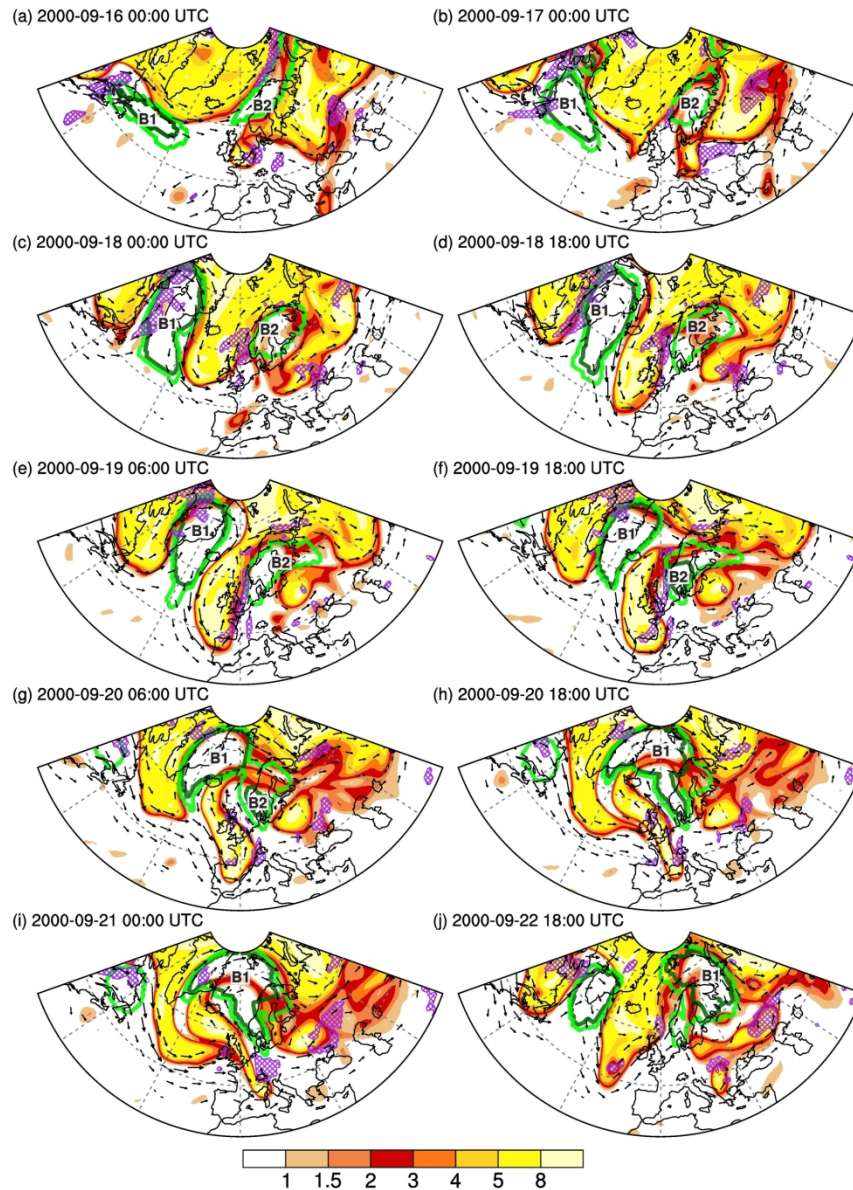 (a) 2000-09-16 00:00 UTC
(b) 2000-09-17 00:00 UTC
B1
B2
B1
B2
(c) 2000-09-18 00:00 UTC
(d) 2000-09-18 18:00 UTC
B1
B2
B1
B2
(e) 2000-09-19 06:00 UTC
(f) 2000-09-19 18:00 UTC
B1
B2
B1
B2
(g) 2000-09-20 06:00 UTC
(h) 2000-09-20 18:00 UTC
B1
B2
B1
(i) 2000-09-21 00:00 UTC
(j) 2000-09-22 18:00 UTC
B1
B1
1 1.5 2 3 4 5 8